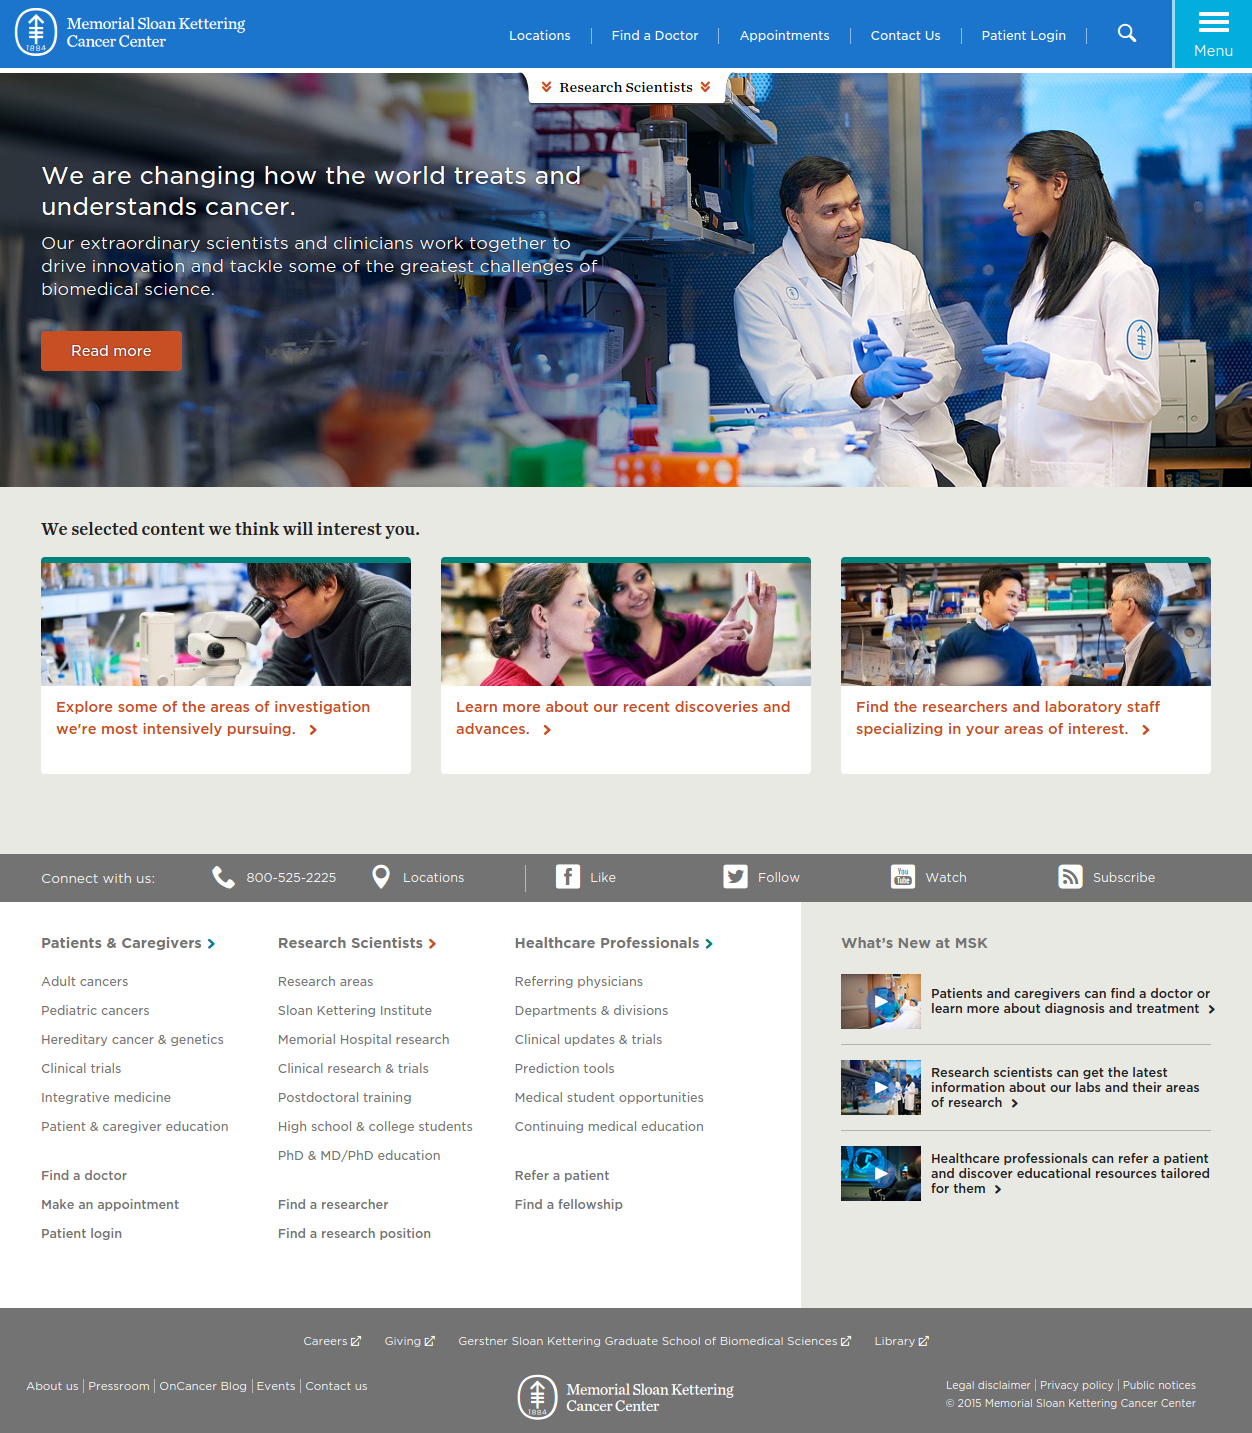 Memorial Sloan Kettering
Cancer Center
1884
Locations
Find a Doctor
Appointments
Contact Us
Patient Login
Menu
Research Scientists
We are changing how the world treats and
understands cancer.
Our extraordinary scientists and clinicians work together to
drive innovation and tackle some of the greatest challenges of
biomedical science.
Read more
We selected content we think will interest you.
Explore some of the areas of investigation
we're most intensively pursuing.
Learn more about our recent discoveries and
advances.
Find the researchers and laboratory staff
specializing in your areas of interest.
Connect with us:
800-525-2225
Locations
Like
Follow
You
Tube
Watch
Subscribe
Patients & Caregivers
Adult cancers
Pediatric cancers
Hereditary cancer & genetics
Clinical trials
Integrative medicine
Patient & caregiver education
Find a doctor
Make an appointment
Patient login
Research Scientists
Research areas
Sloan Kettering Institute
Memorial Hospital research
Clinical research & trials
Postdoctoral training
High school & college students
PhD & MD/PhD education
Find a researcher
Find a research position
Healthcare Professionals
Referring physicians
Departments & divisions
Clinical updates & trials
Prediction tools
Medical student opportunities
Continuing medical education
Refer a patient
Find a fellowship
What's New at MSK
Patients and caregivers can find a doctor or
learn more about diagnosis and treatment
Research scientists can get the latest
information about our labs and their areas
of research
Healthcare professionals can refer a patient
and discover educational resources tailored
for them
Careers
Giving
Gerstner Sloan Kettering Graduate School of Biomedical Sciences
Library
About us
Pressroom
OnCancer Blog
Events
Contact us
1884
Memorial Sloan Kettering
Cancer Center
Legal disclaimer
Privacy policy
Public notices
© 2015 Memorial Sloan Kettering Cancer Center